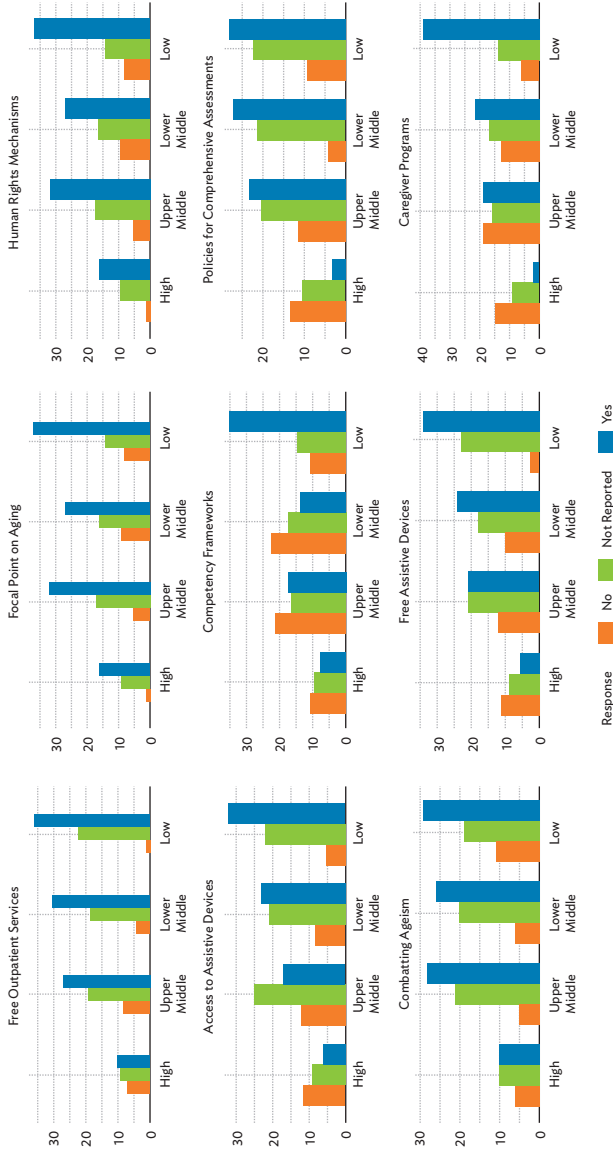 Free Outpatient Services
30
20
10
0
High
Upper
Middle
Lower
Middle
Low
Focal Point on Aging
30
20
10
0
High
Upper
Middle
Lower
Middle
Low
Human Rights Mechanisms
30
20
10
0
High
Upper
Middle
Lower
Middle
Low
Access to Assistive Devices
30
20
10
0
High
Upper
Middle
Lower
Middle
Low
Competency Frameworks
30
20
10
0
High
Upper
Middle
Lower
Middle
Low
Policies for Comprehensive Assessments
20
10
0
High
Upper
Middle
Lower
Middle
Low
Combatting Ageism
30
20
10
0
High
Upper
Middle
Lower
Middle
Low
Free Assistive Devices
30
20
10
0
High
Upper
Middle
Lower
Middle
Low
Caregiver Programs
40
30
20
10
0
High
Upper
Middle
Lower
Middle
Low
Response No Not Reported Yes